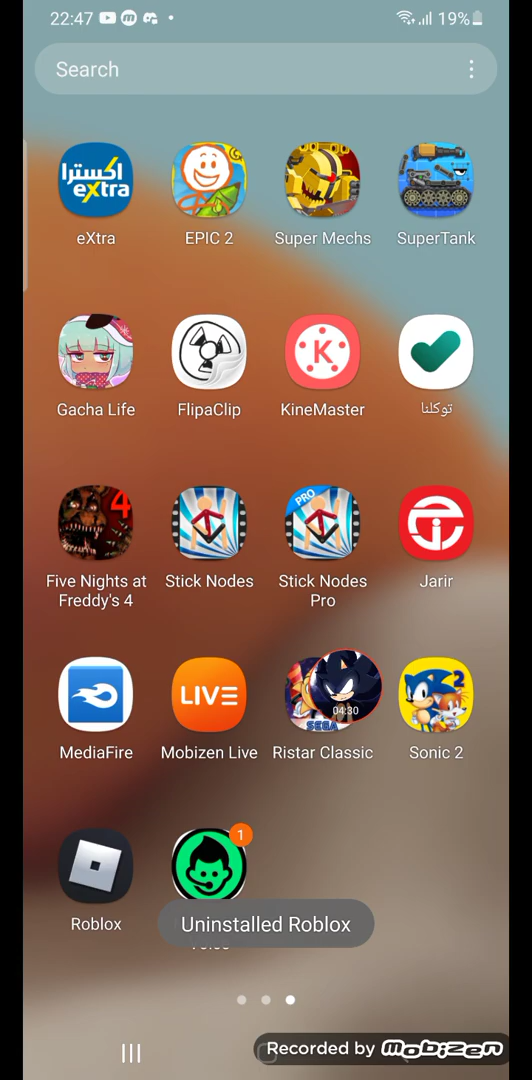 22:47
19%
Search
اکسترا
eXtra
eXtra
EPIC 2
Super Mechs
SuperTank
Gacha Life
FlipaClip
K
KineMaster
توكلنا
4
PRO
Five Nights at
Freddy's 4
Stick Nodes
Stick Nodes
Pro
Jarir
LIVE
04:30
SEGA
2
MediaFire
Mobizen Live
Ristar Classic
Sonic 2
1
Roblox
Uninstalled Roblox
Recorded by mobizen